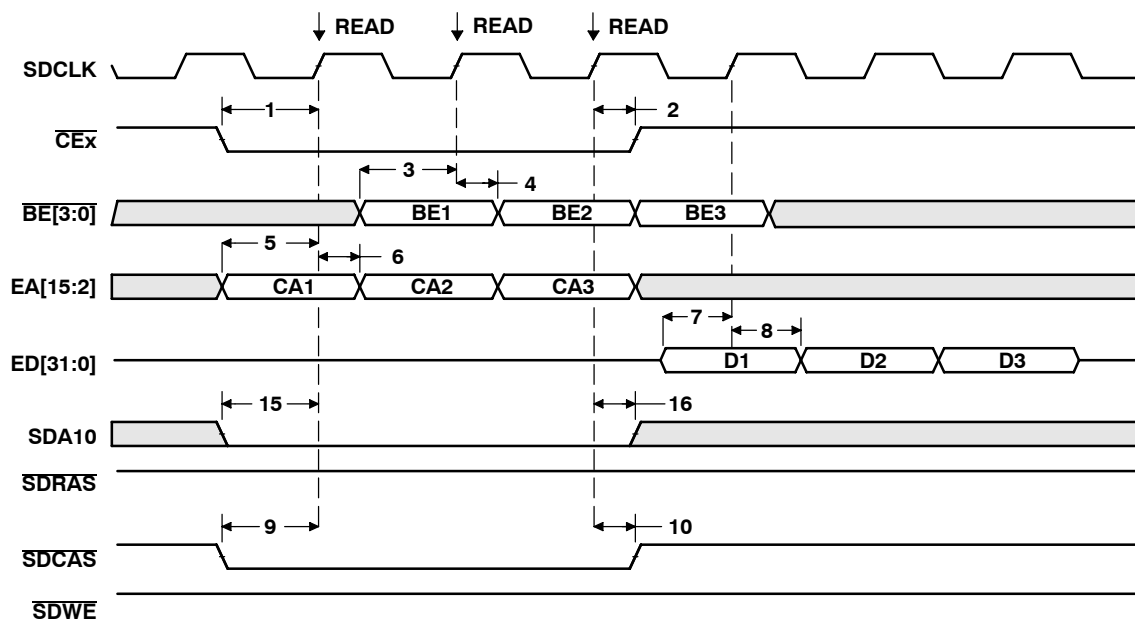 READ READ READ
SDCLK
1 2
CEx
3 4
BE[3:0] BE1 BE2 BE3
5 6
EA[15:2] CA1 CA2 CA3
7 8
ED[31:0] D1 D2 D3
15 16
SDA10
SDRAS
9 10
SDCAS
SDWE